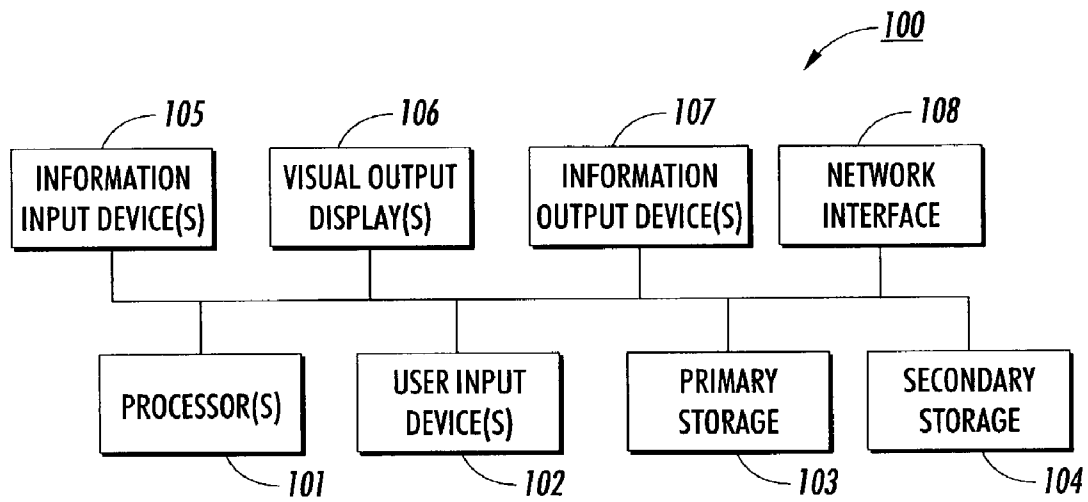 100
105
106
107
108
INFORMATION
INPUT DEVICE(S)
VISUAL OUTPUT
DISPLAY(S)
INFORMATION
OUTPUT DEVICE(S)
NETWORK
INTERFACE
PROCESSOR(S)
USER INPUT
DEVICE(S)
PRIMARY
STORAGE
SECONDARY
STORAGE
101
102
103
104